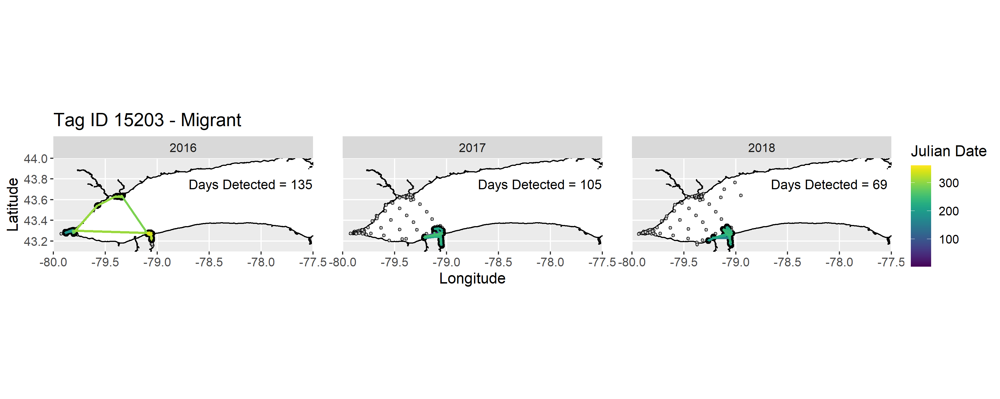 Tag ID 15203 - Migrant
2016
2017
2018
Julian Date
300
200
100
Latitude
44.0
43.8
43.6
43.4
43.2
Days Detected = 135
Days Detected = 105
Days Detected = 69
-80.0 -79.5 -79.0 -78.5 -78.0 -77.5
-80.0 -79.5 -79.0 -78.5 -78.0 -77.5
-80.0 -79.5 -79.0 -78.5 -78.0 -77.5
Longitude